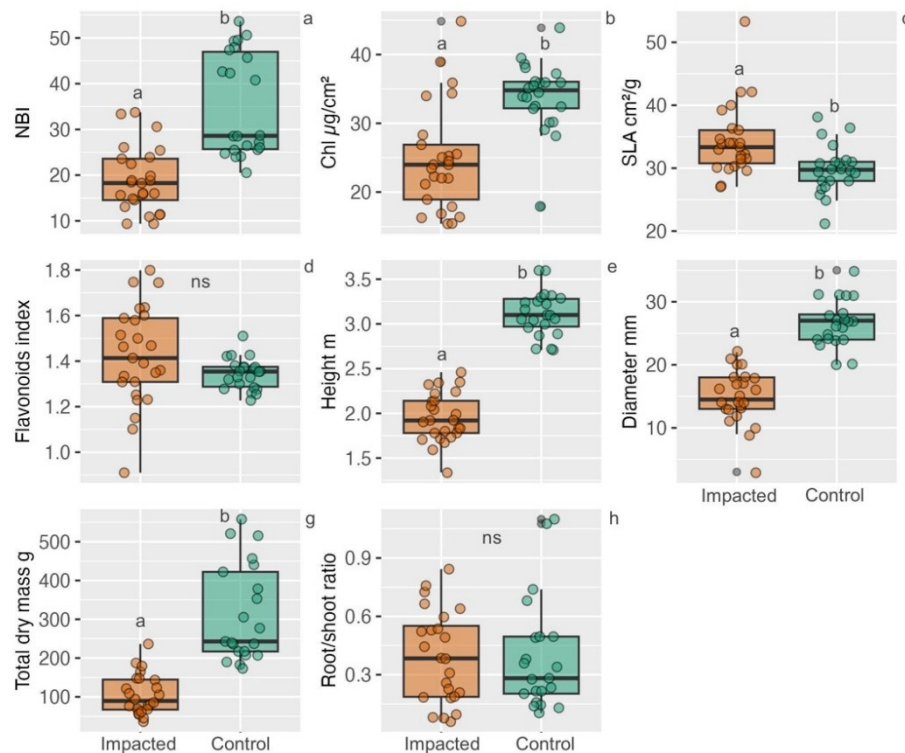 a
NBI
50
40
30
20
10
a
b
b
Chl µg/cm²
40
30
20
a
b
SLA cm²/g
50
40
30
20
a
b
d
Flavonoids index
1.8
1.6
1.4
1.2
1.0
ns
e
Height m
3.5
3.0
2.5
2.0
1.5
a
b
Diameter mm
30
20
10
a
b
Impacted Control
g
Total dry mass g
500
400
300
200
100
a
b
Impacted Control
h
Root/shoot ratio
0.9
0.6
0.3
ns
Impacted Control